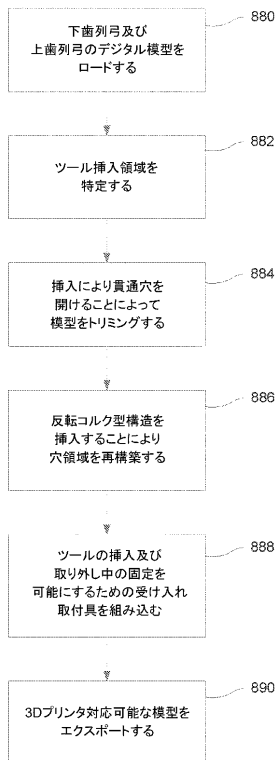 880
下歯列弓及び
上歯列弓のデジタル模型を
ロードする
882
ツール挿入領域を
特定する
884
挿入により貫通穴を
開けることによって
模型をトリミングする
886
反転コルク型構造を
挿入することにより
穴領域を再構築する
888
ツールの挿入及び
取り外し中の固定を
可能にするための受け入れ
取付具を組み込む
890
3Dプリンタ対応可能な模型を
エクスポートする